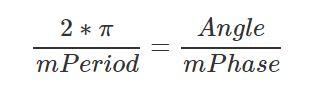 2 * π / mPeriod = Angle / mPhase